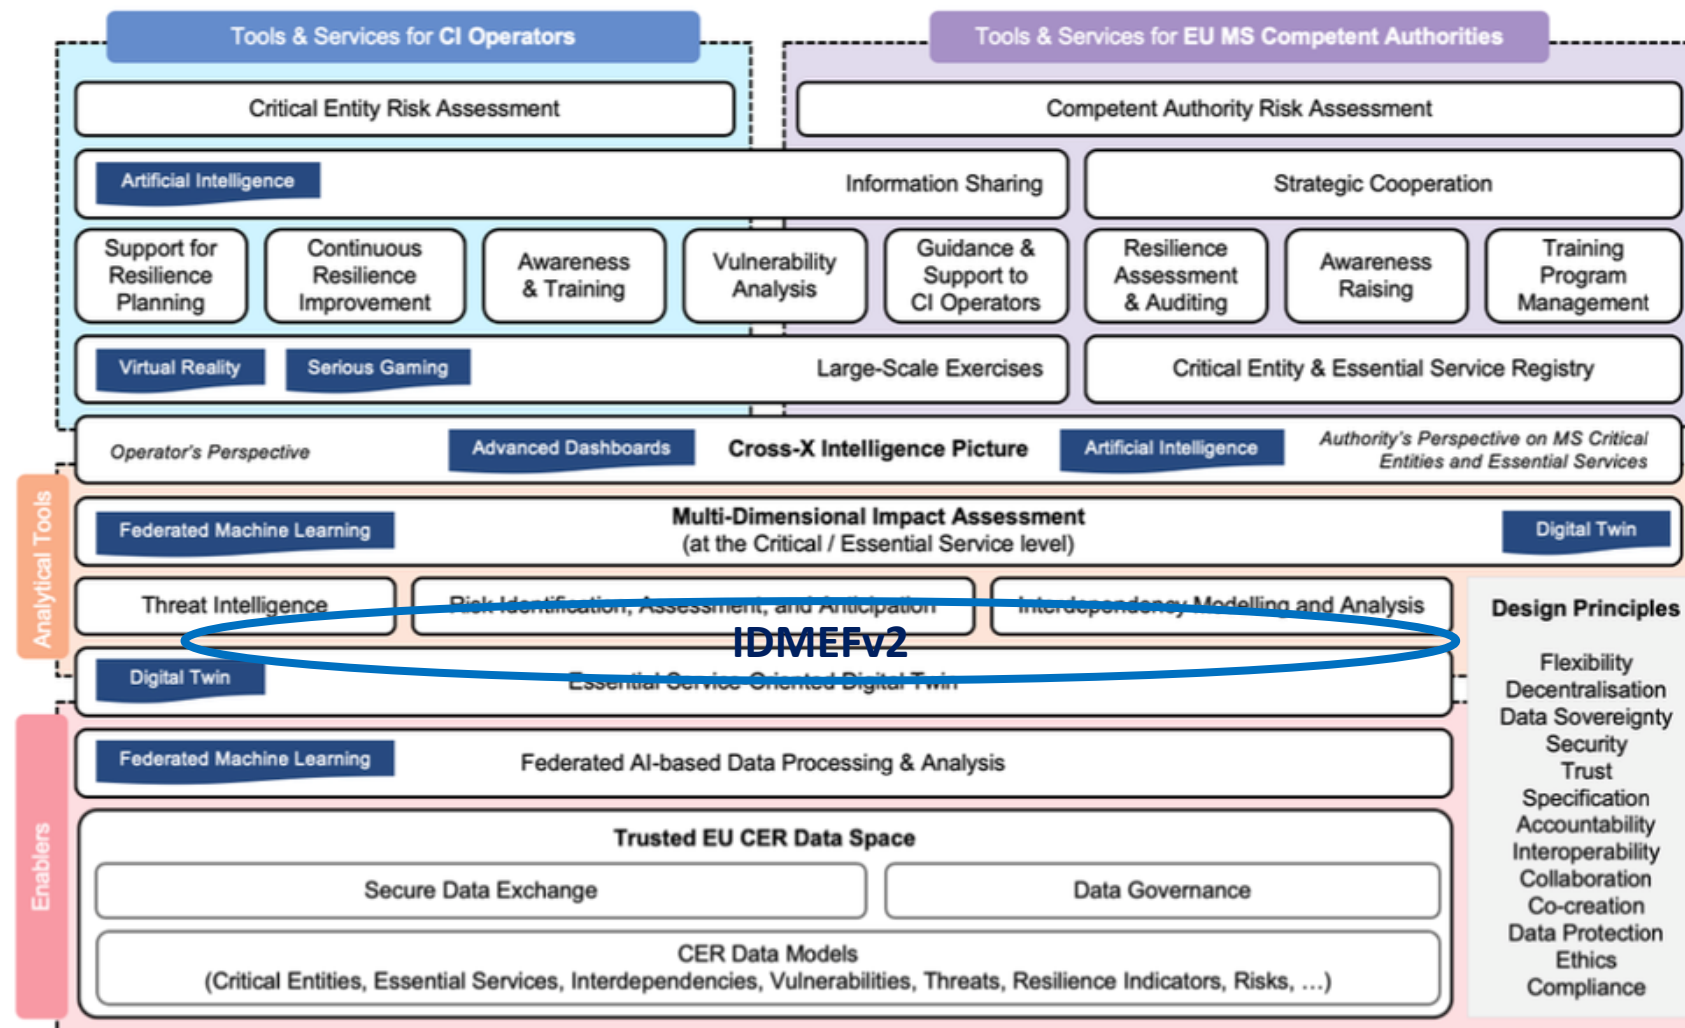 Tools & Services for CI Operators
Tools & Services for EU MS Competent Authorities
Critical Entity Risk Assessment
Competent Authority Risk Assessment
Artificial Intelligence
Information Sharing
Strategic Cooperation
Support for
Resilience
Planning
Continuous
Resilience
Improvement
Awareness
& Training
Vulnerability
Analysis
Guidance &
Support to
CI Operators
Resilience
Assessment
& Auditing
Awareness
Raising
Training
Program
Management
Virtual Reality
Serious Gaming
Large-Scale Exercises
Critical Entity & Essential Service Registry
Operator's Perspective
Advanced Dashboards
Cross-X Intelligence Picture
Artificial Intelligence
Authority's Perspective on MS Critical
Entities and Essential Services
Analytical Tools
Federated Machine Learning
Multi-Dimensional Impact Assessment
(at the Critical / Essential Service level)
Digital Twin
Threat Intelligence
Risk Identification, Assessment, and Anticipation
Interdependency Modelling and Analysis
IDMEFv2
Digital Twin
Essential Service-Oriented Digital Twin
Enablers
Federated Machine Learning
Federated AI-based Data Processing & Analysis
Trusted EU CER Data Space
Secure Data Exchange
Data Governance
CER Data Models
(Critical Entities, Essential Services, Interdependencies, Vulnerabilities, Threats, Resilience Indicators, Risks, …)
Design Principles
Flexibility
Decentralisation
Data Sovereignty
Security
Trust
Specification
Accountability
Interoperability
Collaboration
Co-creation
Data Protection
Ethics
Compliance